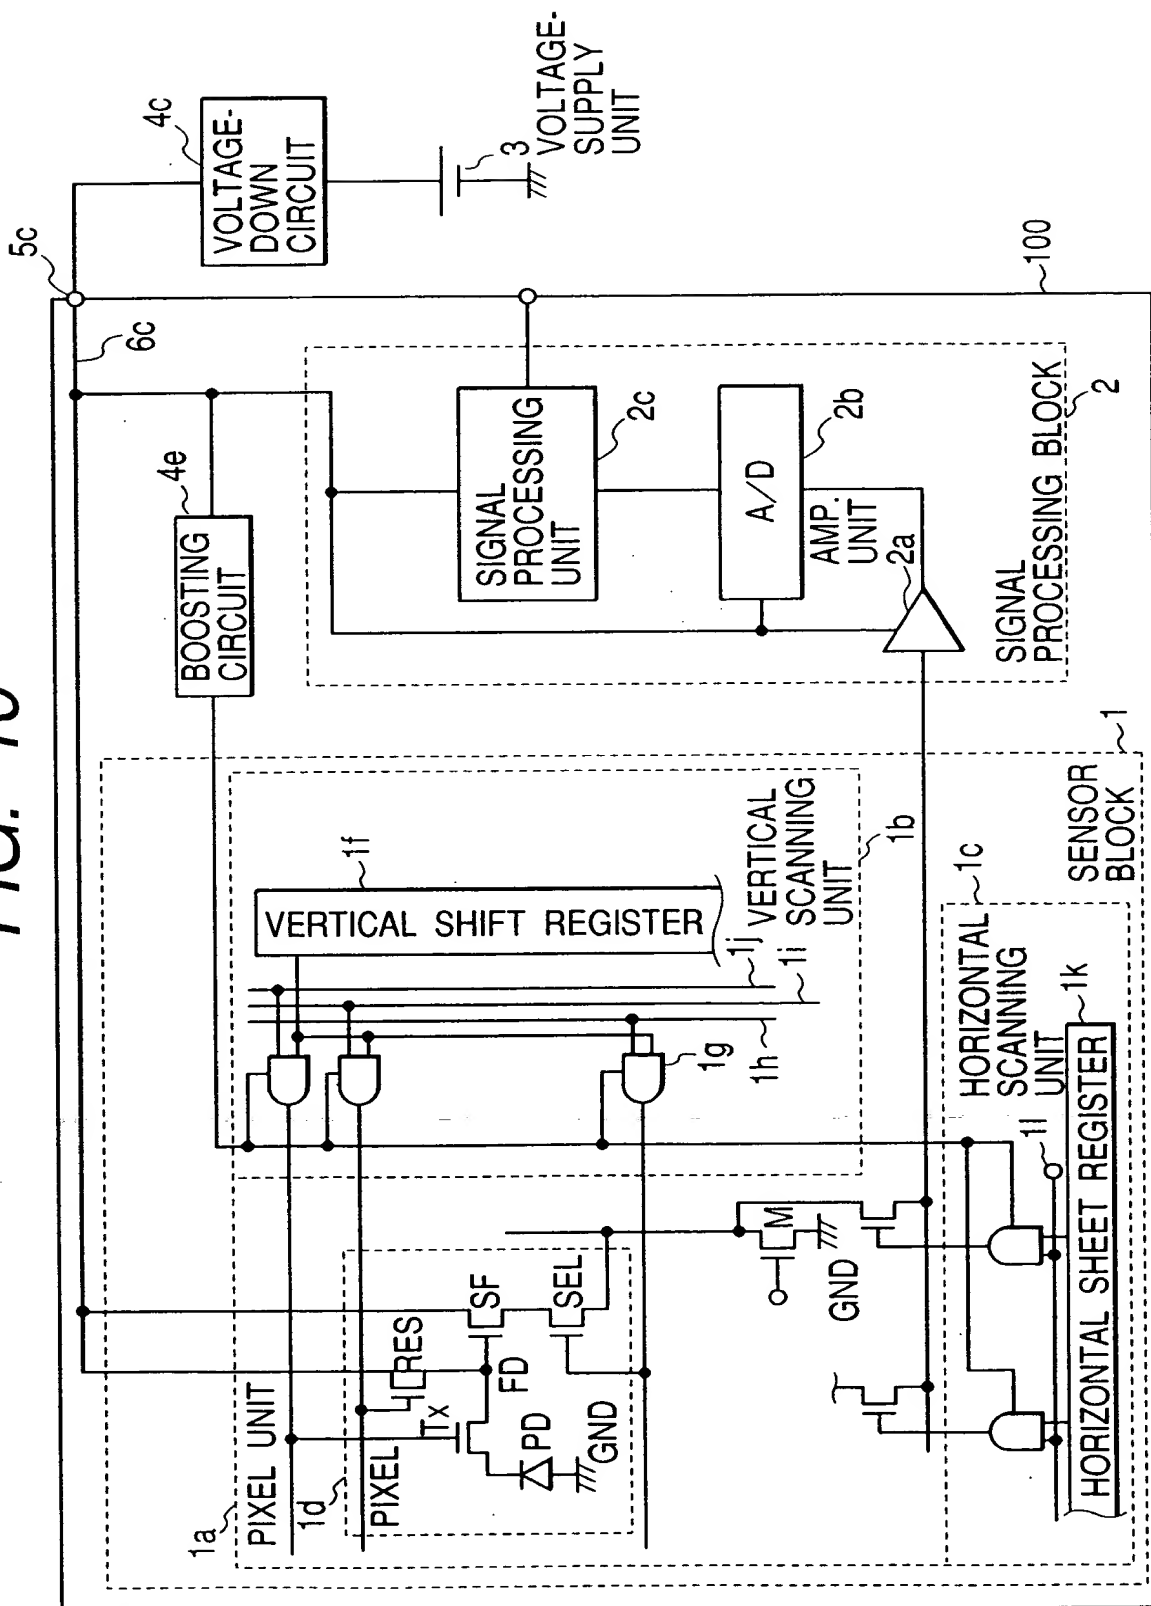 5c
6c
4c
VOLTAGE-
DOWN
CIRCUIT
3
VOLTAGE-
SUPPLY
UNIT
100
4e
BOOSTING
CIRCUIT
SIGNAL
PROCESSING
UNIT
2c
A/D
2b
AMP.
UNIT
2a
SIGNAL
PROCESSING BLOCK
2
1
SENSOR
BLOCK
1f
VERTICAL SHIFT REGISTER
VERTICAL
SCANNING
UNIT
1b
1j
1i
1h
1g
1a
PIXEL UNIT
1d
PIXEL
Tx
RES
SF
FD
SEL
PD
GND
M
GND
1c
HORIZONTAL
SCANNING
UNIT
1l
1k
HORIZONTAL SHEET REGISTER